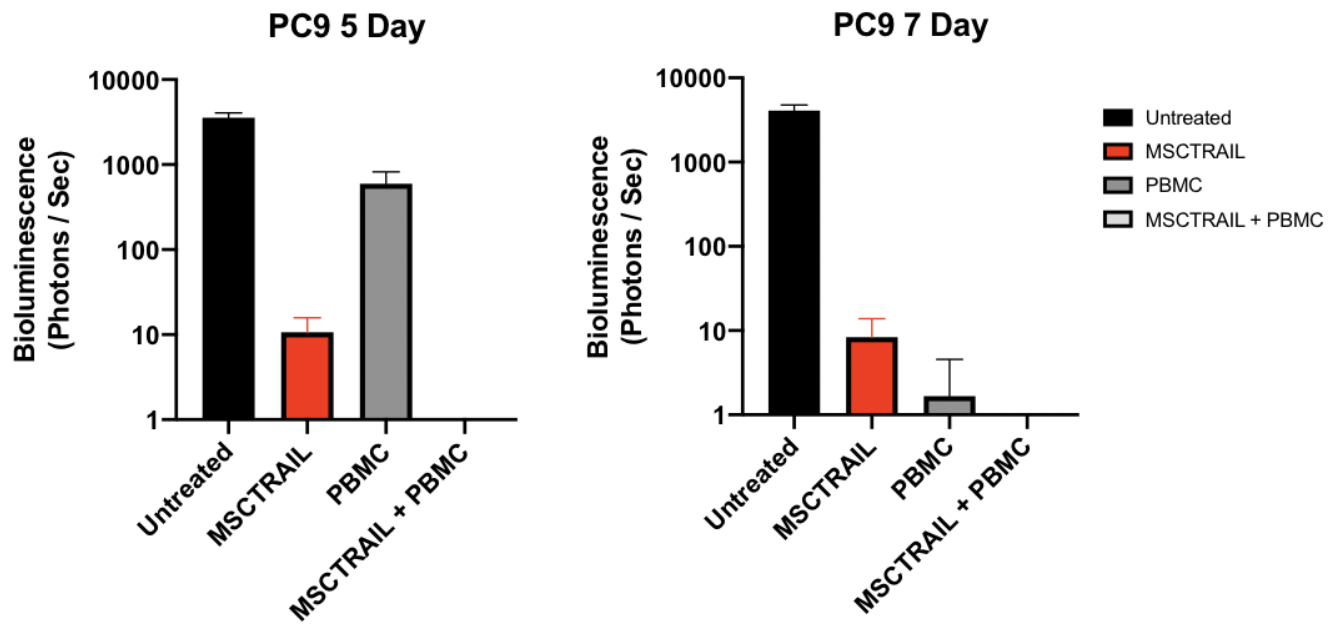 PC9 5 Day
Bioluminescence
(Photons / Sec)
10000
1000
100
10
1
Untreated
MSCTRAIL
PBMC
MSCTRAIL + PBMC
PC9 7 Day
Bioluminescence
(Photons / Sec)
10000
1000
100
10
1
Untreated
MSCTRAIL
PBMC
MSCTRAIL + PBMC
Untreated
MSCTRAIL
PBMC
MSCTRAIL + PBMC